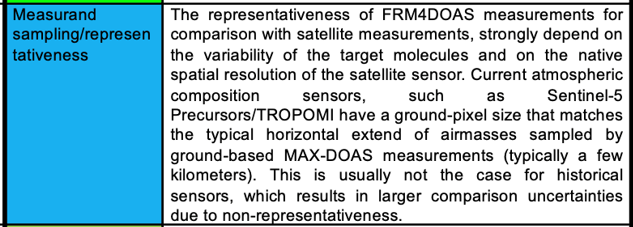 Measurand
sampling/represen
tativeness
The representativeness of FRM4DOAS measurements for
comparison with satellite measurements, strongly depend on
the variability of the target molecules and on the native
spatial resolution of the satellite sensor. Current atmospheric
composition sensors, such as Sentinel-5
Precursors/TROPOMI have a ground-pixel size that matches
the typical horizontal extend of airmasses sampled by
ground-based MAX-DOAS measurements (typically a few
kilometers). This is usually not the case for historical
sensors, which results in larger comparison uncertainties
due to non-representativeness.